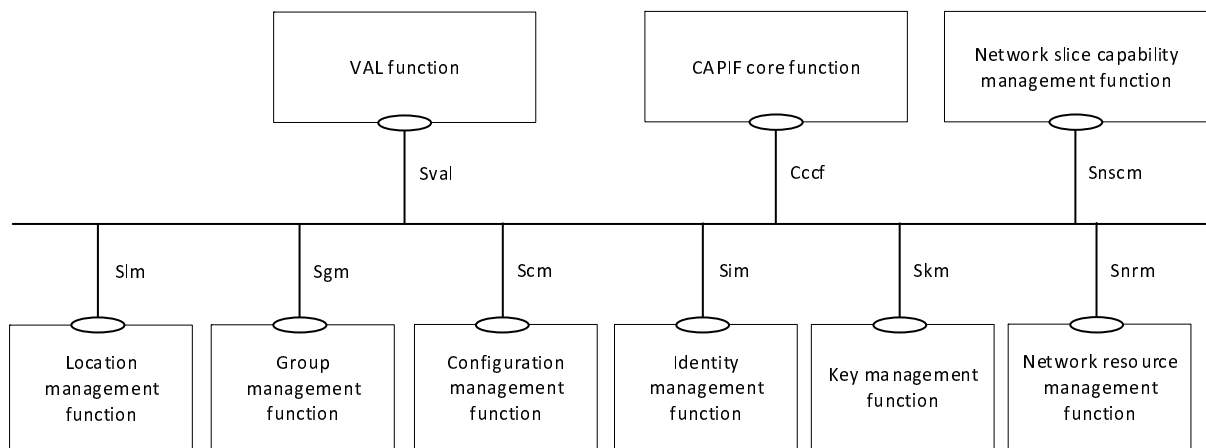 VAL function
CAPIF core function
Network slice capability
management function
Sval
Cccf
Snscm
Slm
Sgm
Scm
Sim
Skm
Snrm
Location
management
function
Group
management
function
Configuration
management
function
Identity
management
function
Key management
function
Network resource
management
function